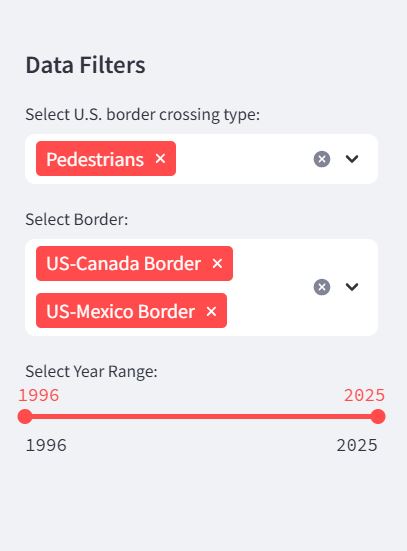 Data Filters
Select U.S. border crossing type:
Pedestrians ×
Select Border:
US-Canada Border ×
US-Mexico Border ×
Select Year Range:
1996 2025
1996 2025